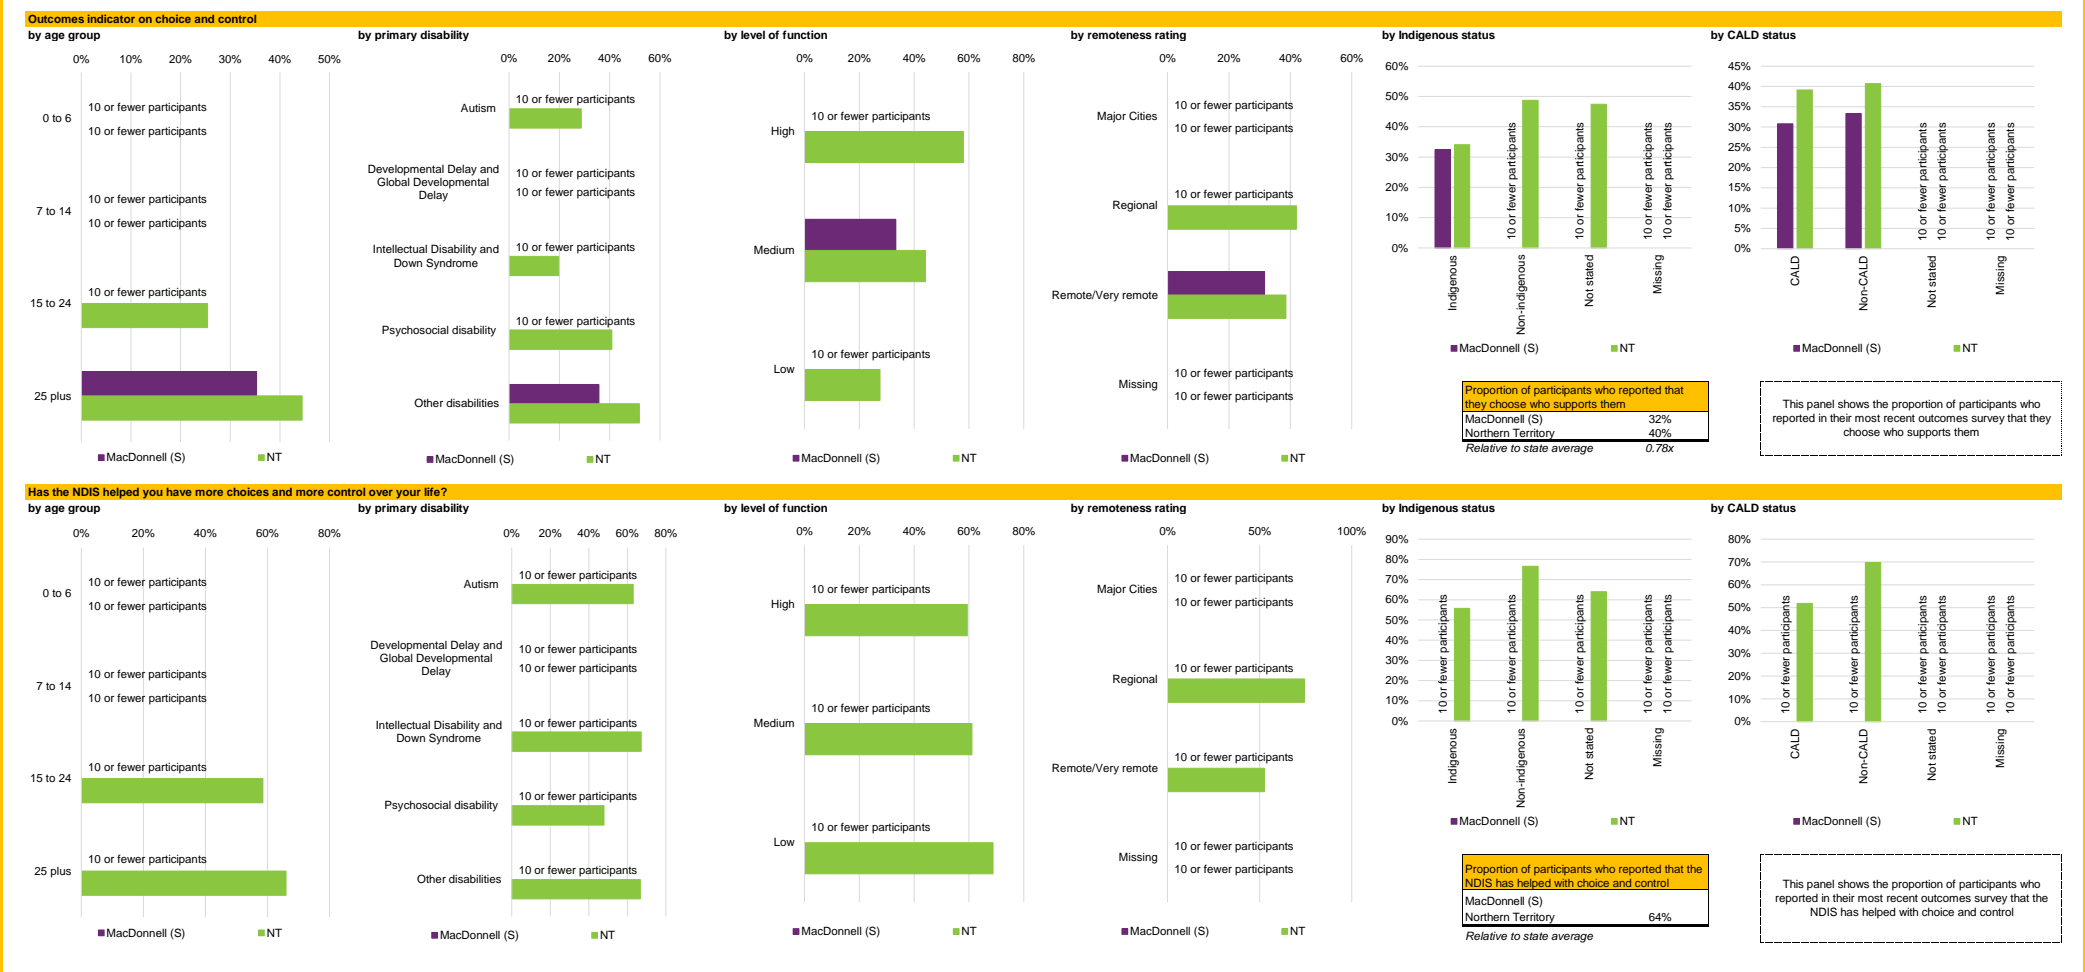 Outcomes indicator on choice and control
by age group
0% 10% 20% 30% 40% 50%
0 to 6
10 or fewer participants
10 or fewer participants
7 to 14
10 or fewer participants
10 or fewer participants
15 to 24
10 or fewer participants
25 plus
MacDonnell (S) NT
by primary disability
0% 20% 40% 60%
Autism
10 or fewer participants
Developmental Delay and
Global Developmental
Delay
10 or fewer participants
10 or fewer participants
Intellectual Disability and
Down Syndrome
10 or fewer participants
Psychosocial disability
10 or fewer participants
Other disabilities
MacDonnell (S) NT
by level of function
0% 20% 40% 60% 80%
High
10 or fewer participants
Medium
Low
10 or fewer participants
MacDonnell (S) NT
by remoteness rating
0% 20% 40% 60%
Major Cities
10 or fewer participants
10 or fewer participants
Regional
10 or fewer participants
Remote/Very remote
Missing
10 or fewer participants
10 or fewer participants
MacDonnell (S) NT
by Indigenous status
60%
50%
40%
30%
20%
10%
0%
10 or fewer participants
10 or fewer participants
10 or fewer participants
10 or fewer participants
Indigenous
Non-indigenous
Not stated
Missing
MacDonnell (S) NT
Proportion of participants who reported that
they choose who supports them
MacDonnell (S) 32%
Northern Territory 40%
Relative to state average 0.78x
by CALD status
45%
40%
35%
30%
25%
20%
15%
10%
5%
0%
10 or fewer participants
10 or fewer participants
10 or fewer participants
10 or fewer participants
CALD
Non-CALD
Not stated
Missing
MacDonnell (S) NT
This panel shows the proportion of participants who
reported in their most recent outcomes survey that they
choose who supports them
Has the NDIS helped you have more choices and more control over your life?
by age group
0% 20% 40% 60% 80%
0 to 6
10 or fewer participants
10 or fewer participants
7 to 14
10 or fewer participants
10 or fewer participants
15 to 24
10 or fewer participants
25 plus
10 or fewer participants
MacDonnell (S) NT
by primary disability
0% 20% 40% 60% 80%
Autism
10 or fewer participants
Developmental Delay and
Global Developmental
Delay
10 or fewer participants
10 or fewer participants
Intellectual Disability and
Down Syndrome
10 or fewer participants
Psychosocial disability
10 or fewer participants
Other disabilities
10 or fewer participants
MacDonnell (S) NT
by level of function
0% 20% 40% 60% 80%
High
10 or fewer participants
Medium
10 or fewer participants
Low
10 or fewer participants
MacDonnell (S) NT
by remoteness rating
0% 50% 100%
Major Cities
10 or fewer participants
10 or fewer participants
Regional
10 or fewer participants
Remote/Very remote
10 or fewer participants
Missing
10 or fewer participants
10 or fewer participants
MacDonnell (S) NT
by Indigenous status
90%
80%
70%
60%
50%
40%
30%
20%
10%
0%
10 or fewer participants
10 or fewer participants
10 or fewer participants
10 or fewer participants
10 or fewer participants
Indigenous
Non-indigenous
Not stated
Missing
MacDonnell (S) NT
Proportion of participants who reported that the
NDIS has helped with choice and control
MacDonnell (S)
Northern Territory 64%
Relative to state average
by CALD status
80%
70%
60%
50%
40%
30%
20%
10%
0%
10 or fewer participants
10 or fewer participants
10 or fewer participants
10 or fewer participants
10 or fewer participants
10 or fewer participants
CALD
Non-CALD
Not stated
Missing
MacDonnell (S) NT
This panel shows the proportion of participants who
reported in their most recent outcomes survey that the
NDIS has helped with choice and control